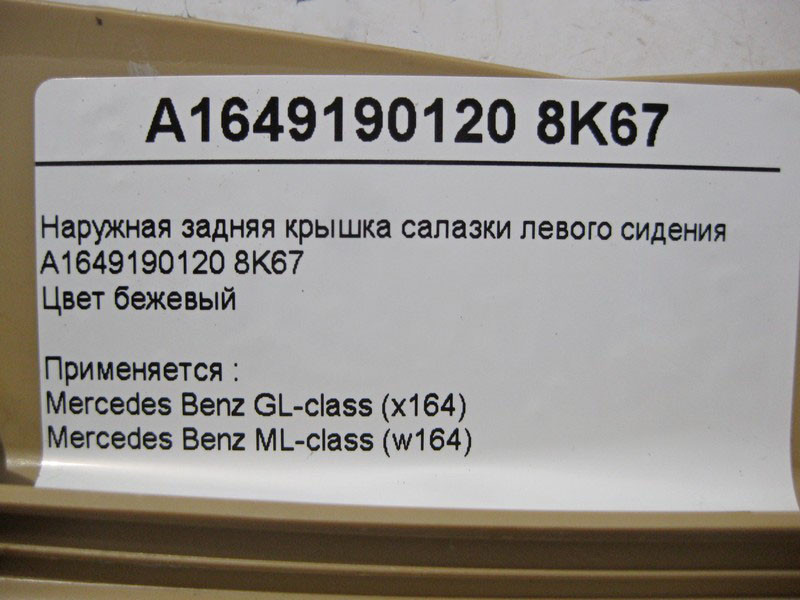 A1649190120 8K67
Наружная задняя крышка салазки левого сидения
A1649190120 8K67
Цвет бежевый
Применяется :
Mercedes Benz GL-class (x164)
Mercedes Benz ML-class (w164)